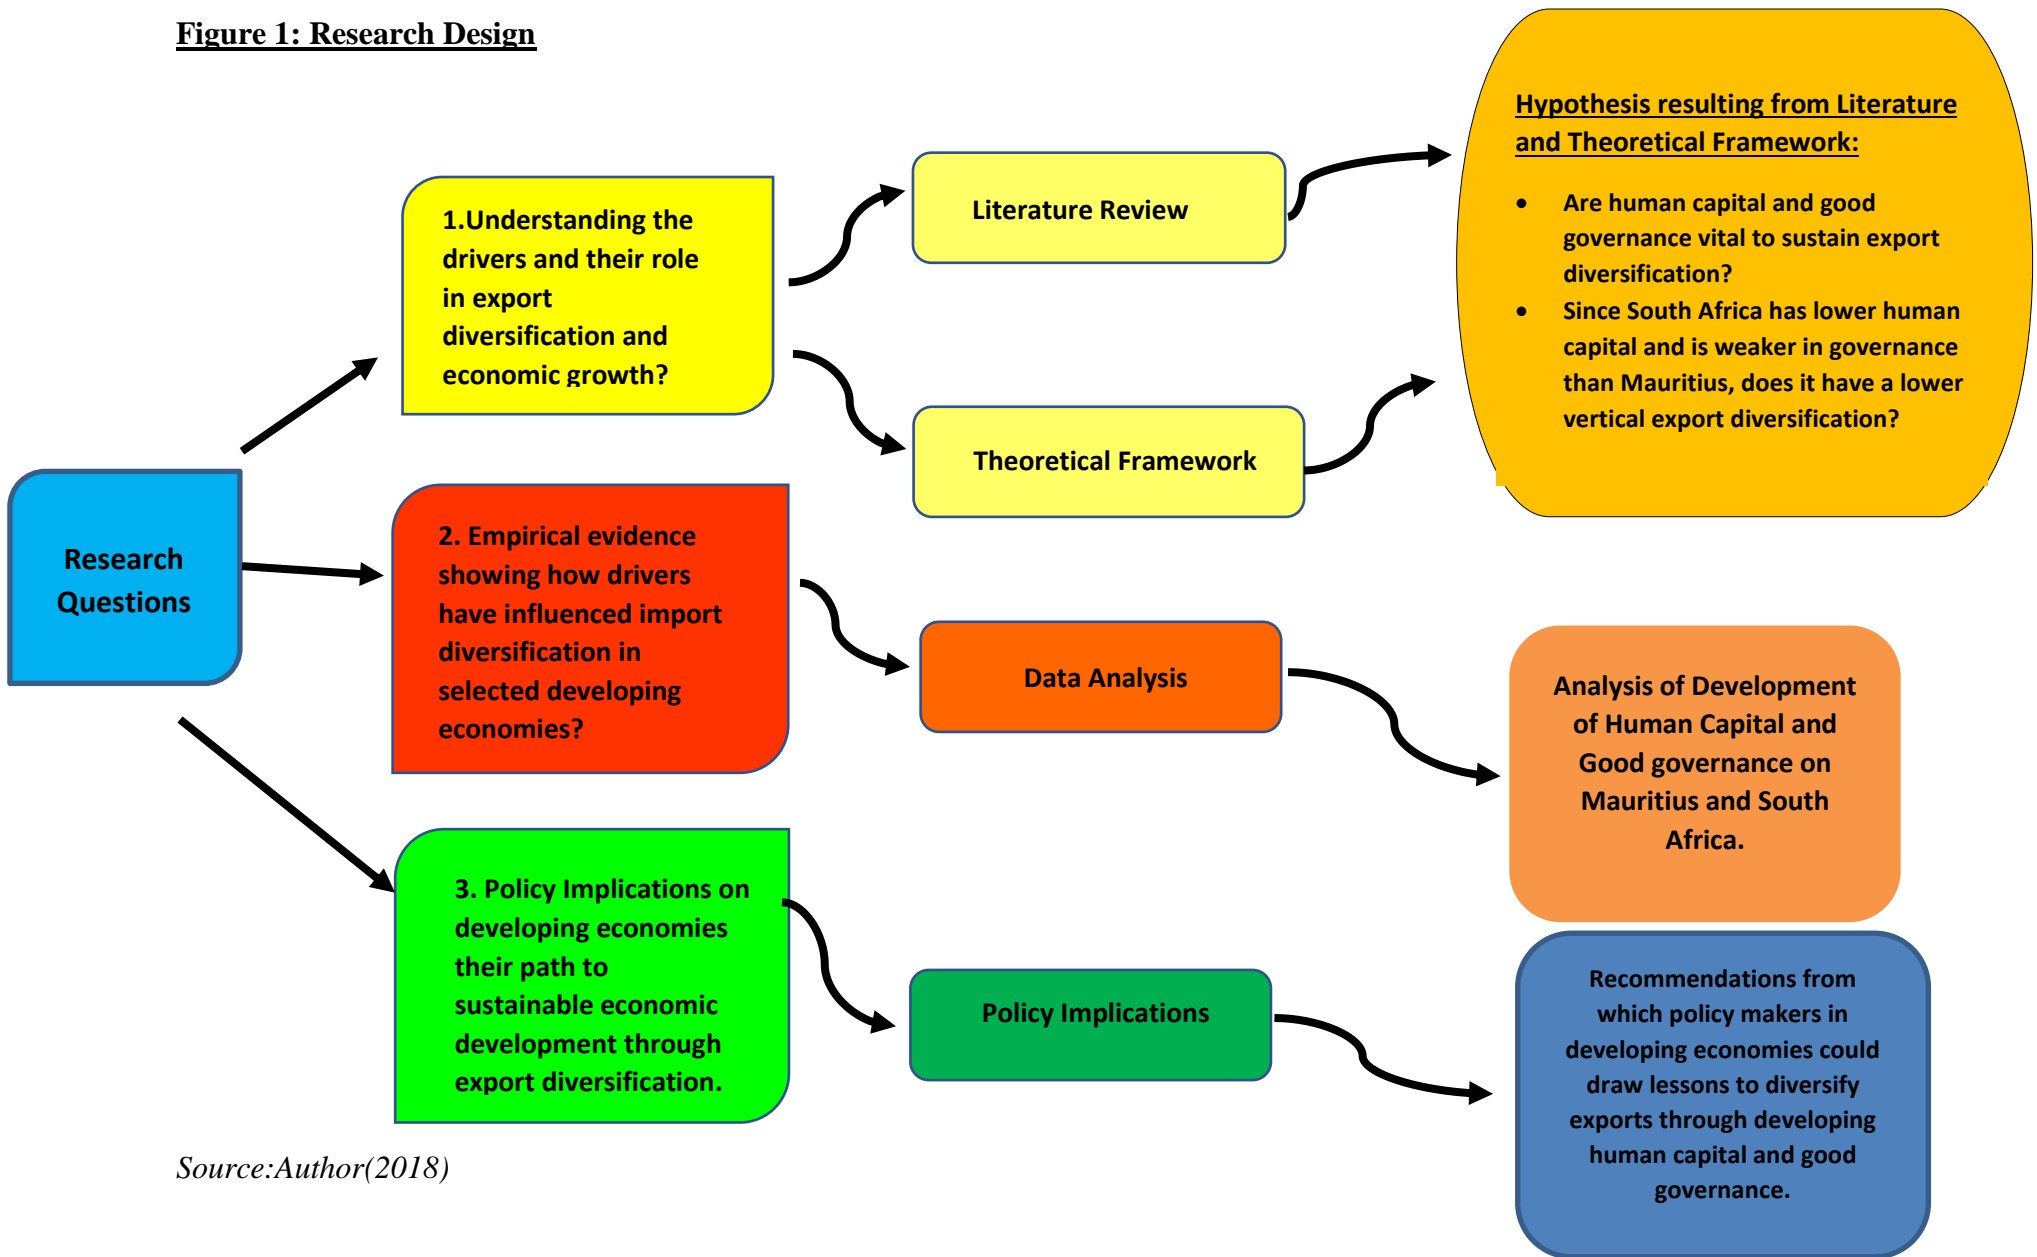 Figure 1: Research Design
Research
Questions
1.Understanding the
drivers and their role
in export
diversification and
economic growth?
Literature Review
Theoretical Framework
Hypothesis resulting from Literature
and Theoretical Framework:
• Are human capital and good
governance vital to sustain export
diversification?
• Since South Africa has lower human
capital and is weaker in governance
than Mauritius, does it have a lower
vertical export diversification?
2. Empirical evidence
showing how drivers
have influenced import
diversification in
selected developing
economies?
Data Analysis
Analysis of Development
of Human Capital and
Good governance on
Mauritius and South
Africa.
3. Policy Implications on
developing economies
their path to
sustainable economic
development through
export diversification.
Policy Implications
Recommendations from
which policy makers in
developing economies could
draw lessons to diversify
exports through developing
human capital and good
governance.
Source:Author(2018)